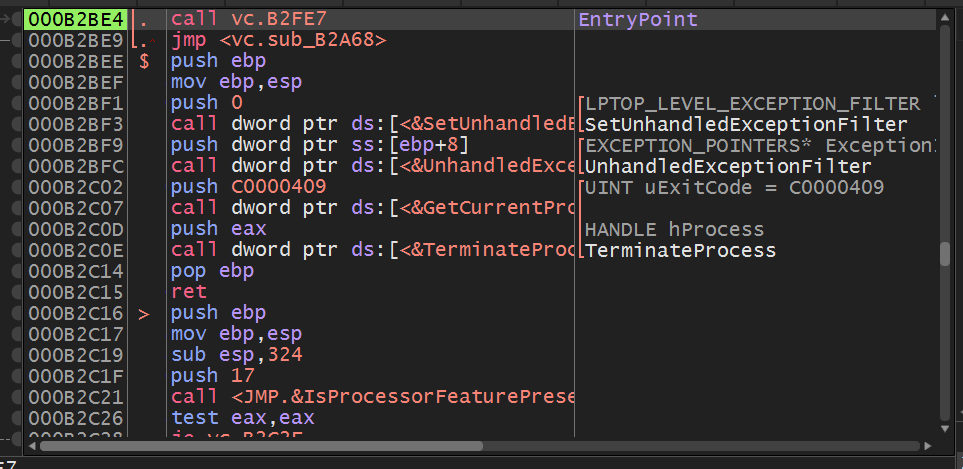 000B2BE4 . call vc.B2FE7 EntryPoint
000B2BE9 . jmp <vc.sub_B2A68>
000B2BEE $ push ebp
000B2BEF mov ebp,esp
000B2BF1 push 0 LPTOP_LEVEL_EXCEPTION_FILTER
000B2BF3 call dword ptr ds:[<&SetUnhandledE SetUnhandledExceptionFilter
000B2BF9 push dword ptr ss:[ebp+8] EXCEPTION_POINTERS* Exception
000B2BFC call dword ptr ds:[<&UnhandledExce UnhandledExceptionFilter
000B2C02 push C0000409 UINT uExitCode = C0000409
000B2C07 call dword ptr ds:[<&GetCurrentPro
000B2C0D push eax HANDLE hProcess
000B2C0E call dword ptr ds:[<&TerminateProc TerminateProcess
000B2C14 pop ebp
000B2C15 ret
000B2C16 > push ebp
000B2C17 mov ebp,esp
000B2C19 sub esp,324
000B2C1F push 17
000B2C21 call <JMP.&IsProcessorFeaturePrese
000B2C26 test eax,eax